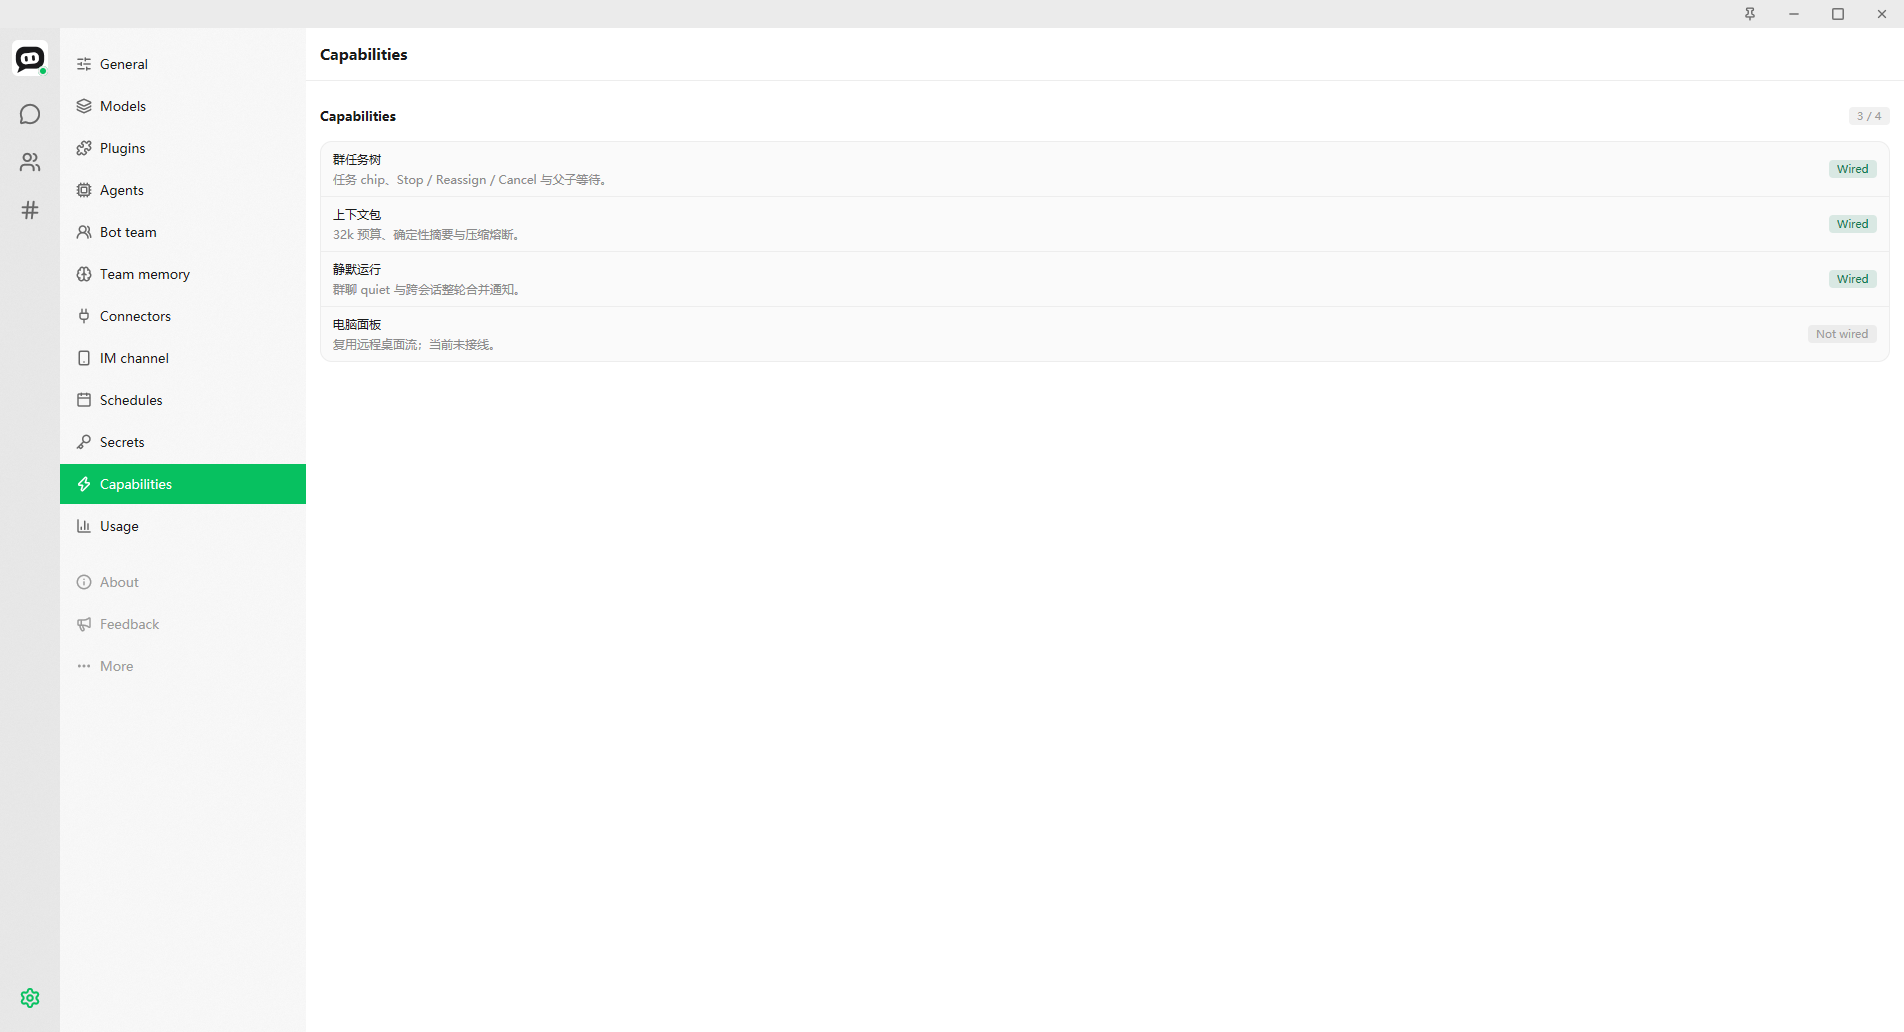 Capabilities
General
Models
Plugins
Agents
Bot team
Team memory
Connectors
IM channel
Schedules
Secrets
Capabilities
Usage
About
Feedback
More
Capabilities
3 / 4
群任务树
任务 chip、Stop / Reassign / Cancel 与父子等待。
Wired
上下文包
32k 预算、确定性摘要与压缩熔断。
Wired
静默运行
群聊 quiet 与跨会话整轮合并通知。
Wired
电脑面板
复用远程桌面流；当前未接线。
Not wired